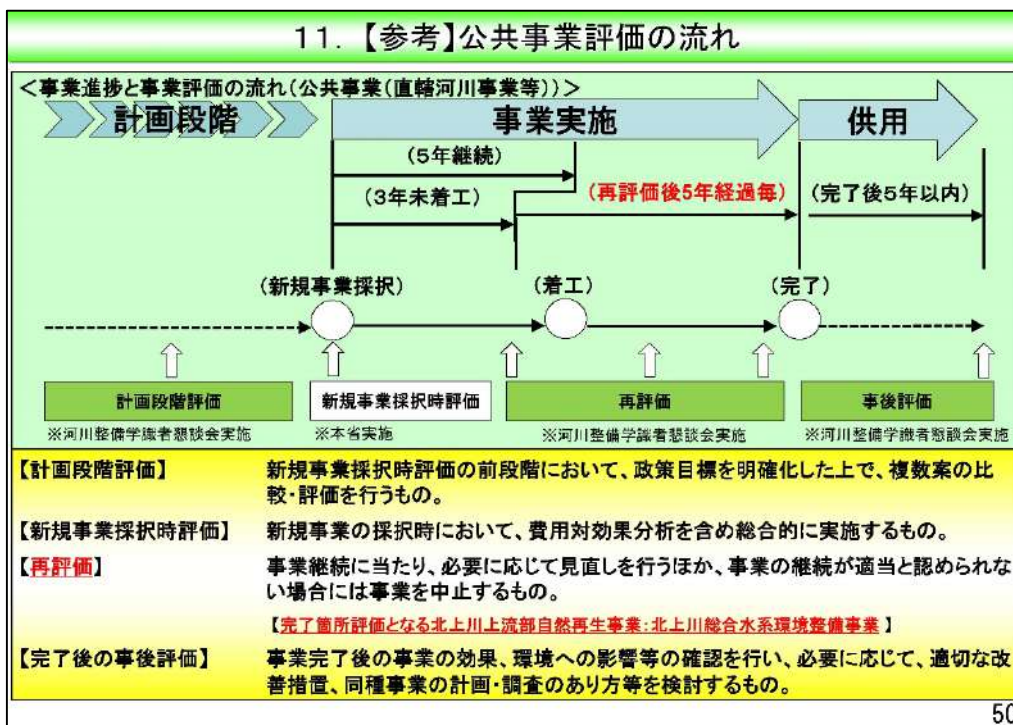 11. 【参考】公共事業評価の流れ
＜事業進捗と事業評価の流れ（公共事業（直轄河川事業等））＞
計画段階
事業実施
供用
（5年継続）
（3年未着工）
（再評価後5年経過毎）
（完了後5年以内）
（新規事業採択）
（着工）
（完了）
計画段階評価
新規事業採択時評価
再評価
事後評価
※河川整備学識者懇談会実施
※本省実施
※河川整備学識者懇談会実施
※河川整備学識者懇談会実施
【計画段階評価】
新規事業採択時評価の前段階において、政策目標を明確化した上で、複数案の比
較・評価を行うもの。
【新規事業採択時評価】
新規事業の採択時において、費用対効果分析を含め総合的に実施するもの。
【再評価】
事業継続に当たり、必要に応じて見直しを行うほか、事業の継続が適当と認められな
い場合には事業を中止するもの。
【完了箇所評価となる北上川上流部自然再生事業：北上川総合水系環境整備事業 】
【完了後の事後評価】
事業完了後の事業の効果、環境への影響等の確認を行い、必要に応じて、適切な改
善措置、同種事業の計画・調査のあり方等を検討するもの。
50